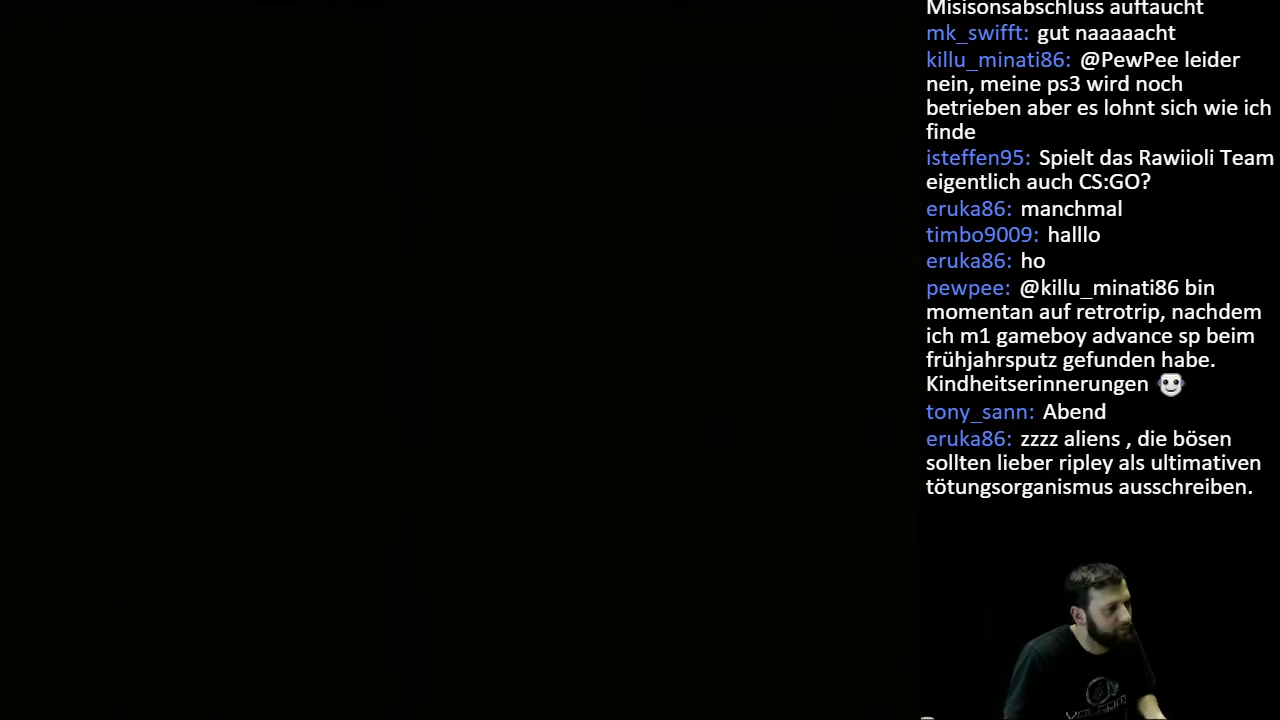 Misisonsabschluss auftaucht
mk_swifft: gut naaaaacht
killu_minati86: @PewPee leider
nein, meine ps3 wird noch
betrieben aber es lohnt sich wie ich
finde
isteffen95: Spielt das Rawiioli Team
eigentlich auch CS:GO?
eruka86: manchmal
timbo9009: halllo
eruka86: ho
pewpee: @killu_minati86 bin
momentan auf retrotrip, nachdem
ich m1 gameboy advance sp beim
frühjahrsputz gefunden habe.
Kindheitserinnerungen
tony_sann: Abend
eruka86: zzzz aliens , die bösen
sollten lieber ripley als ultimativen
tötungsorganismus ausschreiben.